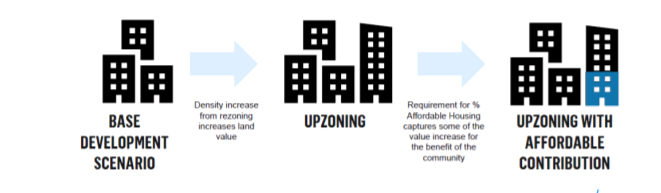 BASE
DEVELOPMENT
SCENARIO
Density increase
from rezoning
increases land
value
UPZONING
Requirement for %
Affordable Housing
captures some of the
value increase for
the benefit of the
community
UPZONING WITH
AFFORDABLE
CONTRIBUTION